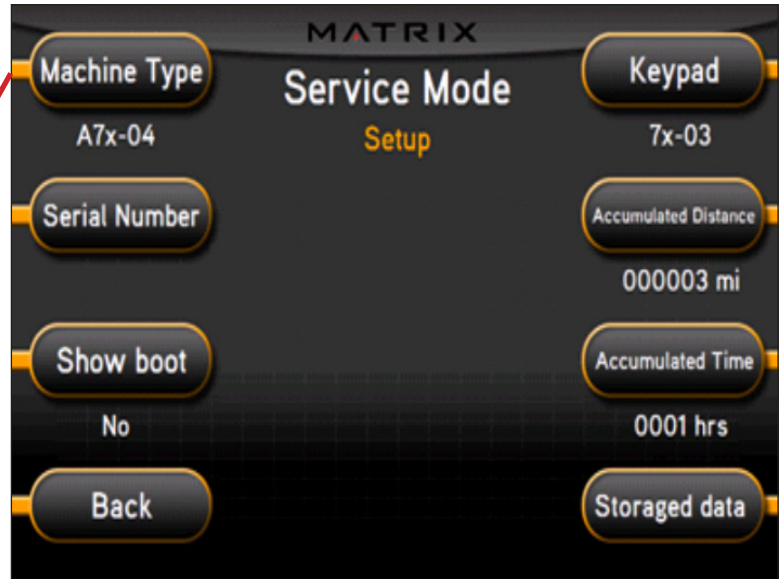 MATRIX
Service Mode
Setup
Machine Type
A7x-04
Serial Number
Show boot
No
Back
Keypad
7x-03
Accumulated Distance
000003 mi
Accumulated Time
0001 hrs
Storaged data